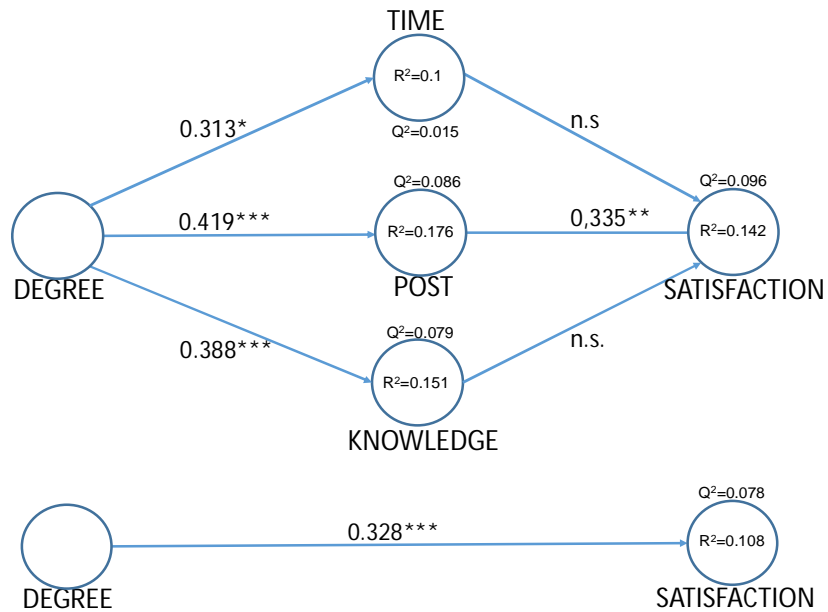 TIME
R²=0.1
Q²=0.015
0.313*
n.s
Q²=0.086
Q²=0.096
0.419***
R²=0.176
0,335**
R²=0.142
DEGREE
POST
SATISFACTION
Q²=0.079
0.388***
n.s.
R²=0.151
KNOWLEDGE
Q²=0.078
0.328***
R²=0.108
DEGREE
SATISFACTION